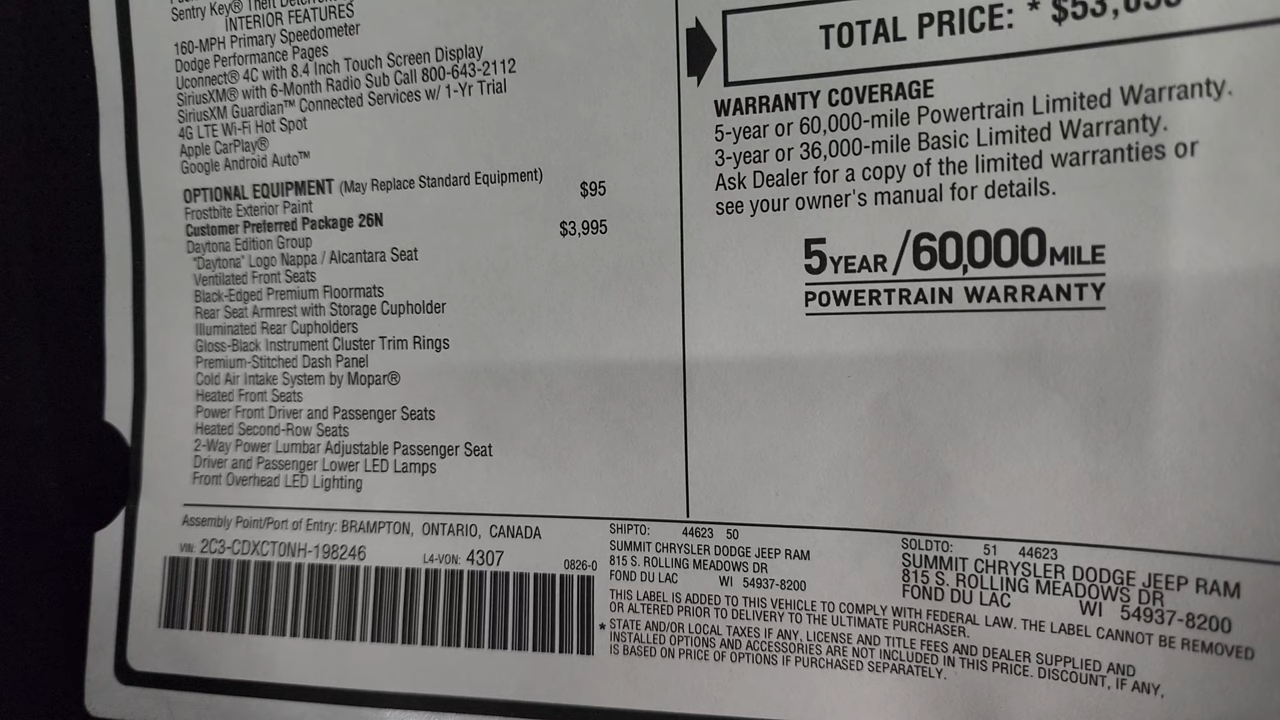 Sentry Key® Theft
INTERIOR FEATURES
160-MPH Primary Speedometer
Dodge Performance Pages
Uconnect® 4C with 8.4 Inch Touch Screen Display
SiriusXM® with 6-Month Radio Sub Call 800-643-2112
SiriusXM Guardian™ Connected Services w/ 1-Yr Trial
4G LTE Wi-Fi Hot Spot
Apple CarPlay®
Google Android Auto™
OPTIONAL EQUIPMENT (May Replace Standard Equipment)
Frostbite Exterior Paint $95
Customer Preferred Package 26N
Daytona Edition Group $3,995
"Daytona" Logo Nappa / Alcantara Seat
Ventilated Front Seats
Black-Edged Premium Floormats
Rear Seat Armrest with Storage Cupholder
Illuminated Rear Cupholders
Gloss-Black Instrument Cluster Trim Rings
Premium-Stitched Dash Panel
Cold Air Intake System by Mopar®
Heated Front Seats
Power Front Driver and Passenger Seats
Heated Second-Row Seats
2-Way Power Lumbar Adjustable Passenger Seat
Driver and Passenger Lower LED Lamps
Front Overhead LED Lighting
TOTAL PRICE: *
WARRANTY COVERAGE
5-year or 60,000-mile Powertrain Limited Warranty.
3-year or 36,000-mile Basic Limited Warranty.
Ask Dealer for a copy of the limited warranties or
see your owner's manual for details.
5 YEAR /60,000 MILE
POWERTRAIN WARRANTY
Assembly Point/Port of Entry: BRAMPTON, ONTARIO, CANADA
VIN: 2C3-CDXCT0NH-198246 L4-VON: 4307 0826-0
SHIPTO: 44623 50
SUMMIT CHRYSLER DODGE JEEP RAM
815 S. ROLLING MEADOWS DR
FOND DU LAC WI 54937-8200
SOLDTO: 51 44623
SUMMIT CHRYSLER DODGE JEEP RAM
815 S. ROLLING MEADOWS DR
FOND DU LAC WI 54937-8200
THIS LABEL IS ADDED TO THIS VEHICLE TO COMPLY WITH FEDERAL LAW. THE LABEL CANNOT BE REMOVED
OR ALTERED PRIOR TO DELIVERY TO THE ULTIMATE PURCHASER.
* STATE AND/OR LOCAL TAXES IF ANY, LICENSE AND TITLE FEES AND DEALER SUPPLIED AND
INSTALLED OPTIONS AND ACCESSORIES ARE NOT INCLUDED IN THIS PRICE. DISCOUNT, IF ANY,
IS BASED ON PRICE OF OPTIONS IF PURCHASED SEPARATELY.